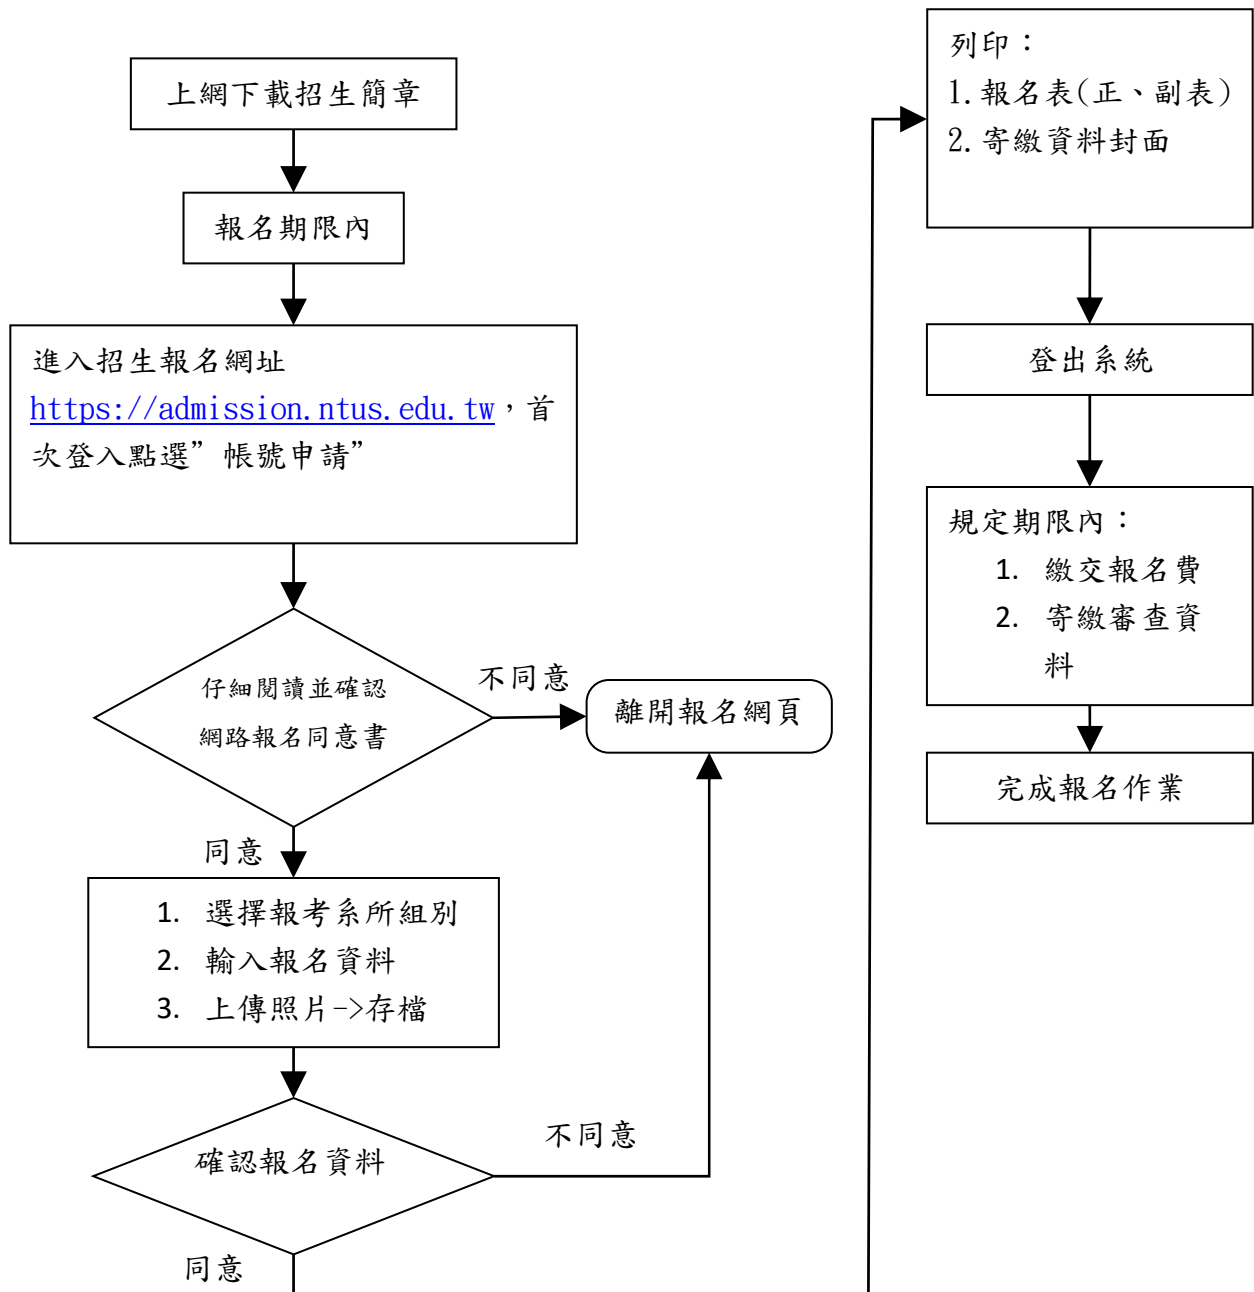 上網下載招生簡章
報名期限內
進入招生報名網址
https://admission.ntus.edu.tw，首
次登入點選”帳號申請”
仔細閱讀並確認
網路報名同意書
不同意
離開報名網頁
同意
1. 選擇報考系所組別
2. 輸入報名資料
3. 上傳照片->存檔
確認報名資料
不同意
同意
列印：
1.報名表(正、副表)
2.寄繳資料封面
登出系統
規定期限內：
1. 繳交報名費
2. 寄繳審查資
料
完成報名作業